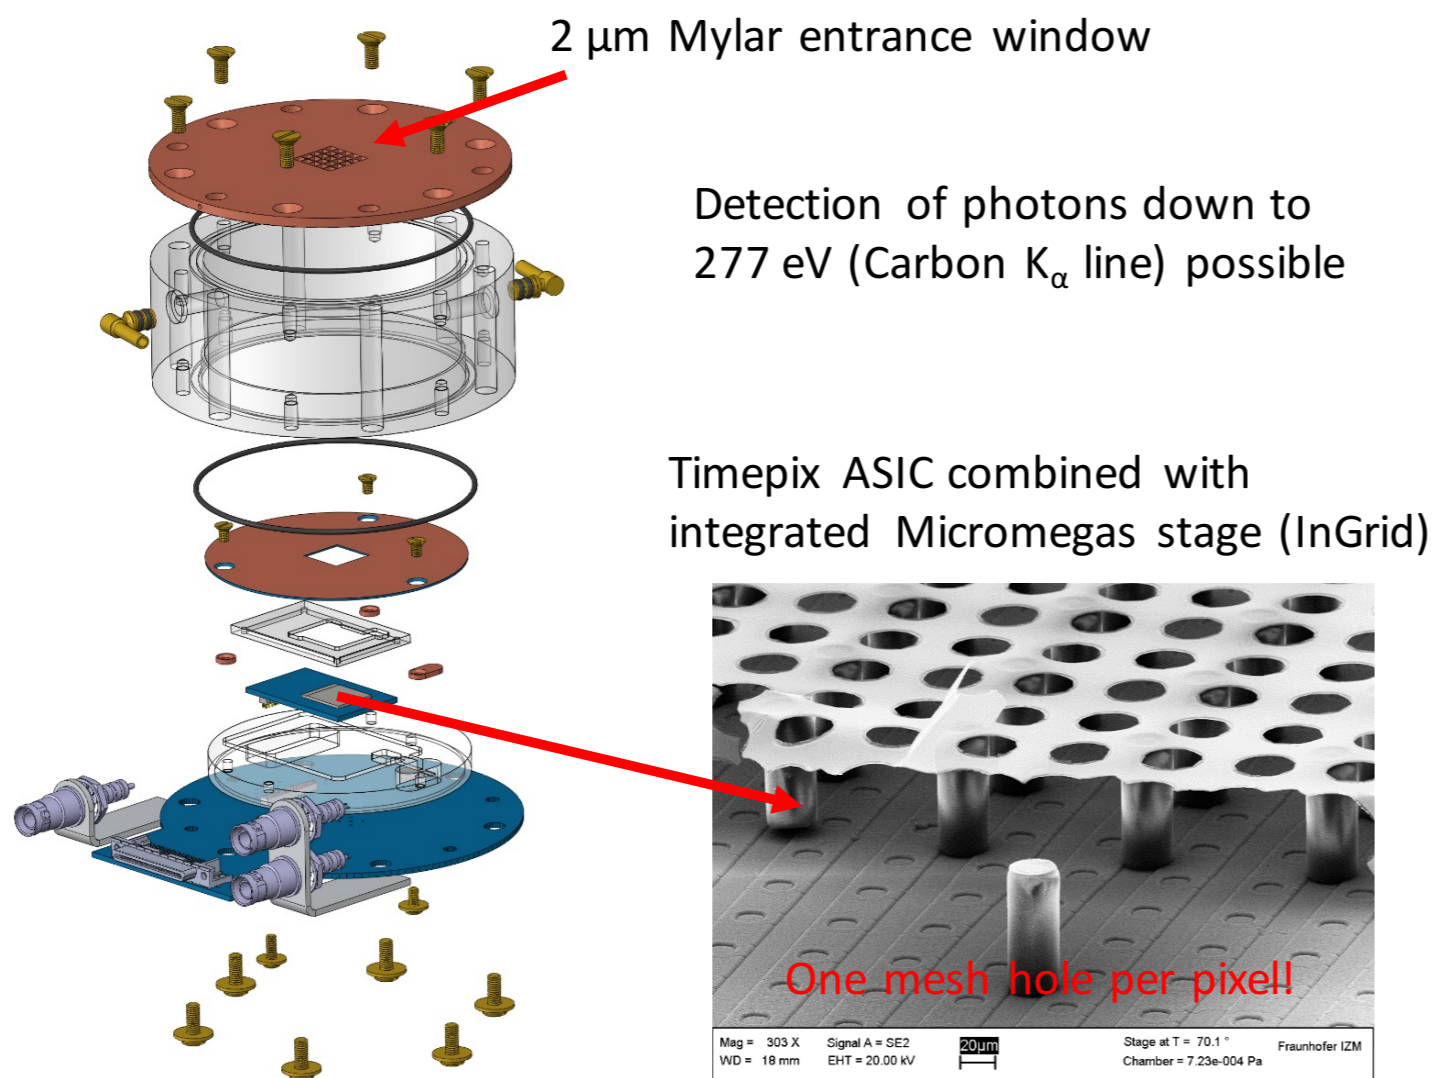 2 µm Mylar entrance window
Detection of photons down to
277 eV (Carbon Kα line) possible
Timepix ASIC combined with
integrated Micromegas stage (InGrid)
One mesh hole per pixel!
Mag = 303 X Signal A = SE2 20µm Stage at T = 70.1 ° Fraunhofer IZM
WD = 18 mm EHT = 20.00 kV Chamber = 7.23e-004 Pa